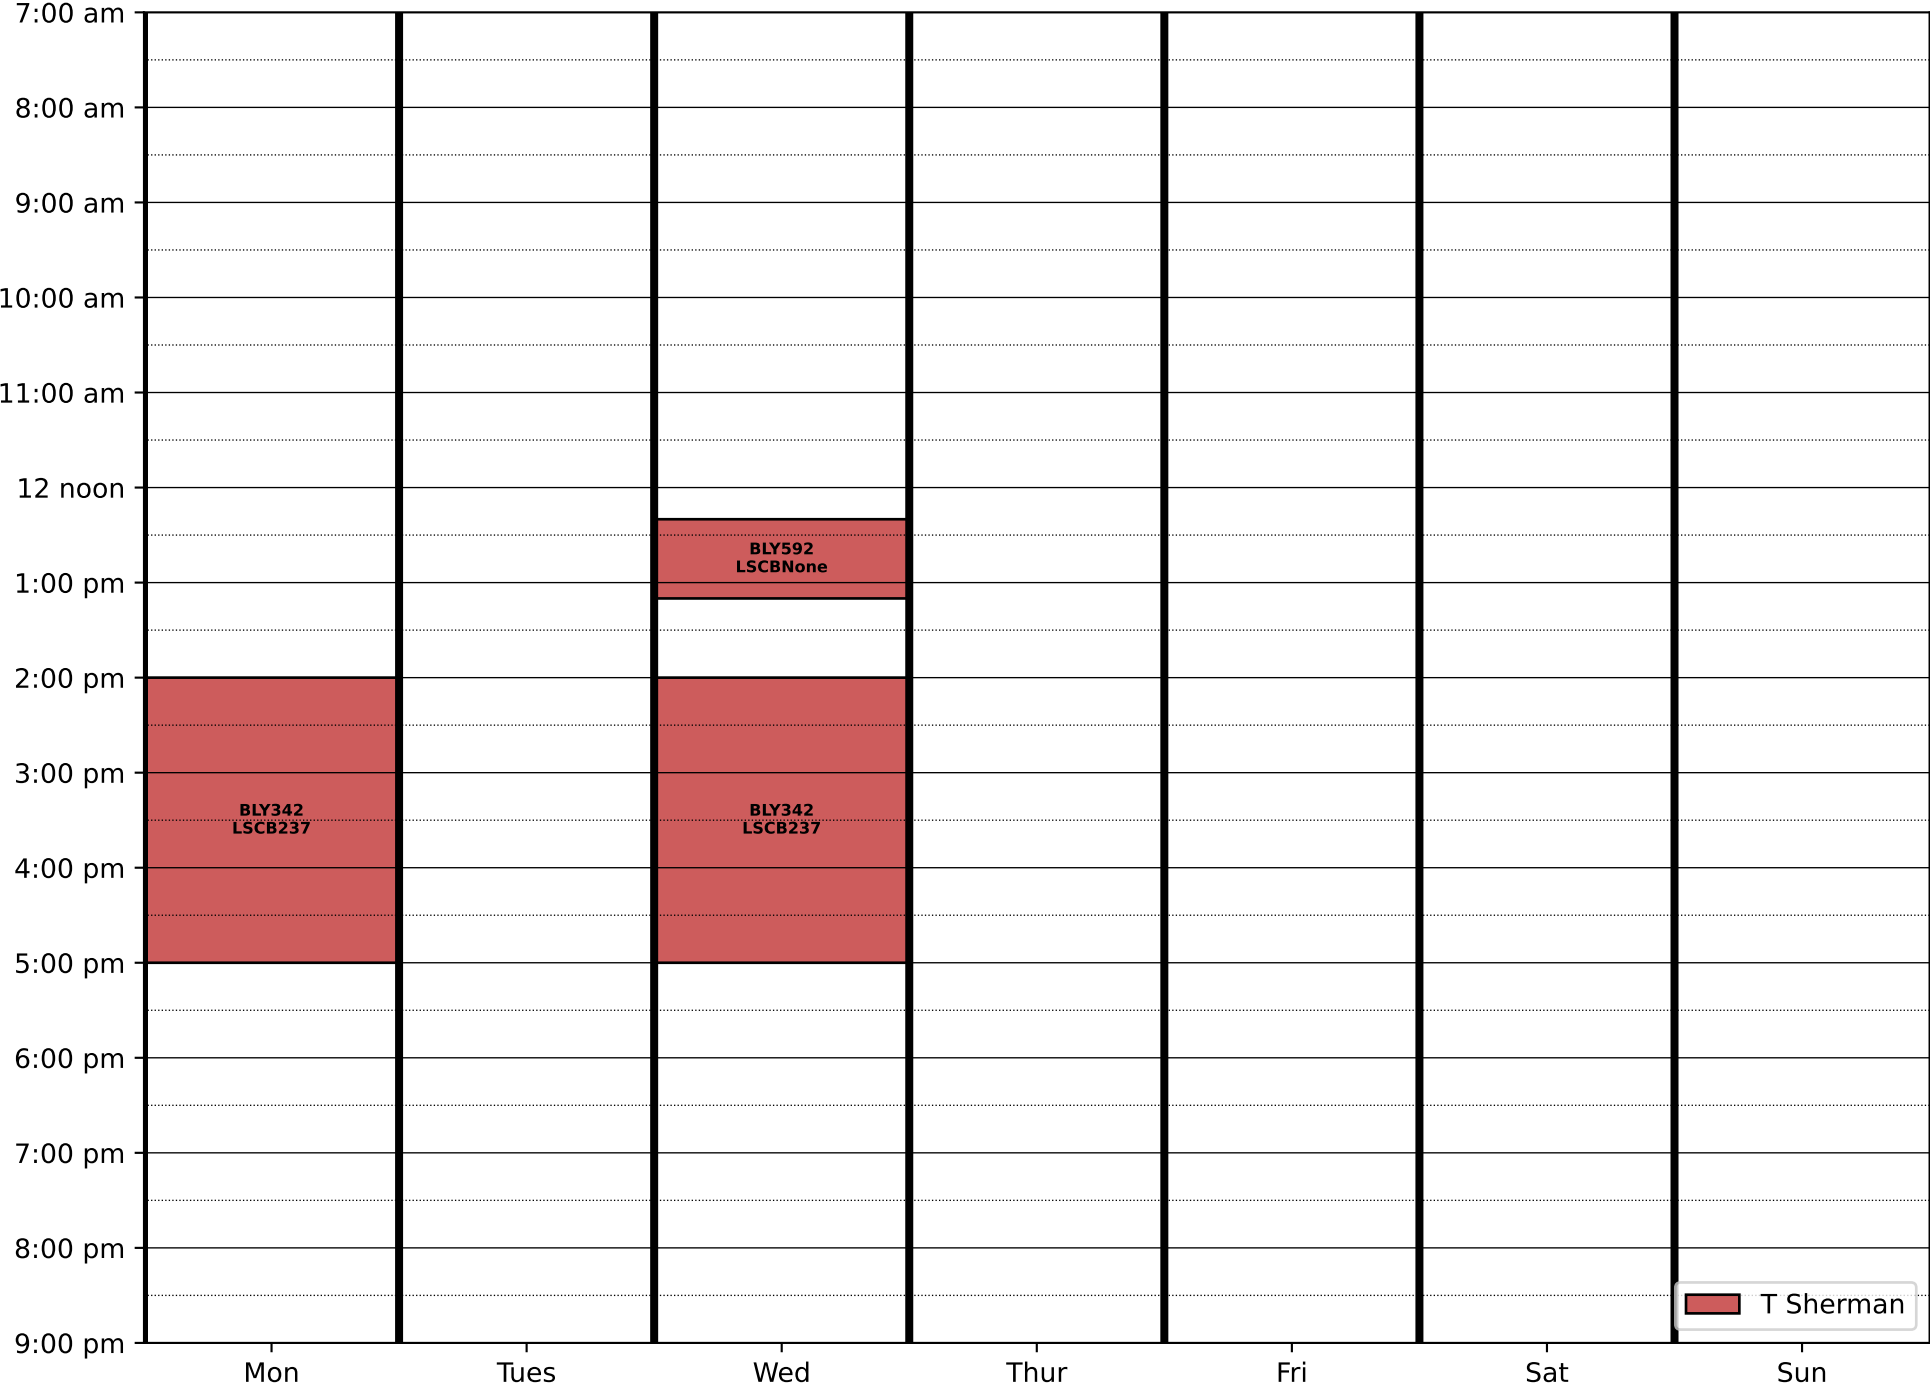 7:00 am
8:00 am
9:00 am
10:00 am
11:00 am
12 noon
BLY592
LSCBNone
1:00 pm
2:00 pm
3:00 pm
BLY342
LSCB237
BLY342
LSCB237
4:00 pm
5:00 pm
6:00 pm
7:00 pm
8:00 pm
T Sherman
9:00 pm
Mon Tues Wed Thur Fri Sat Sun